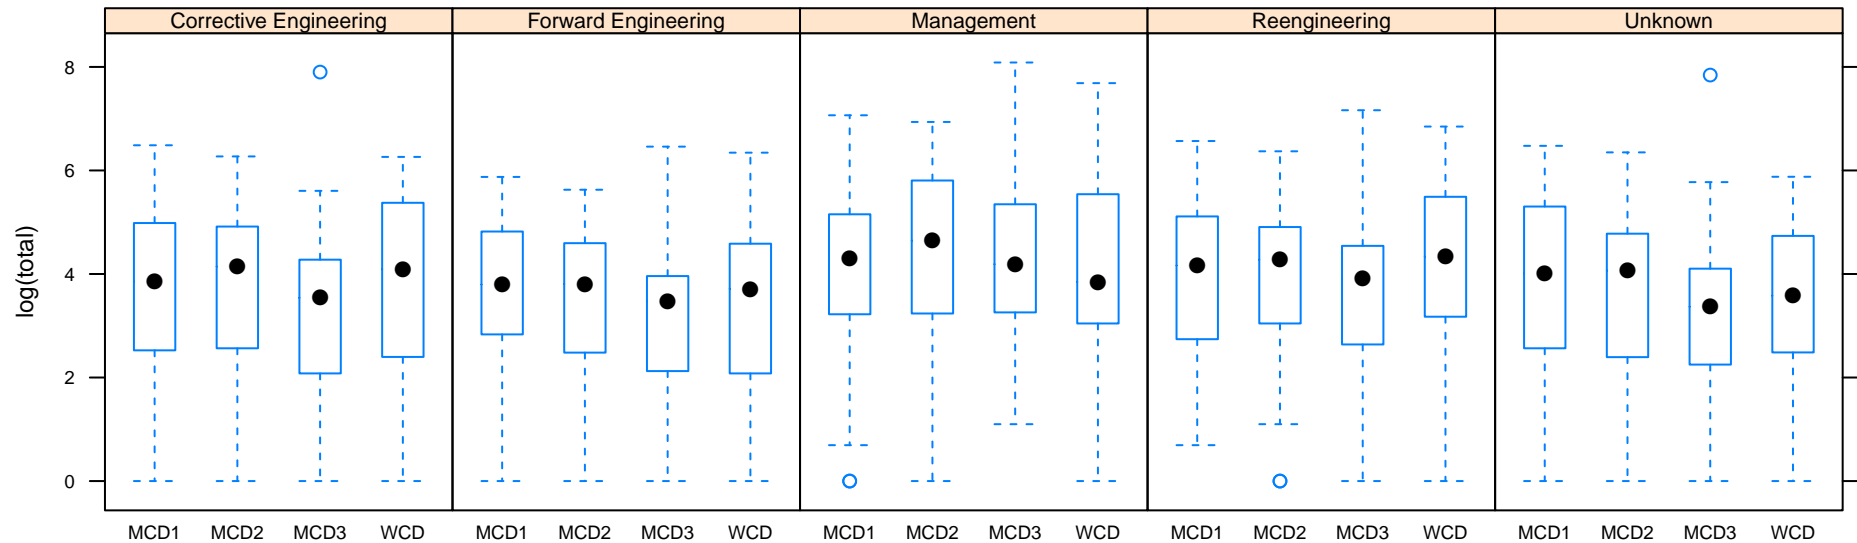 Corrective Engineering Forward Engineering Management Reengineering Unknown
8
6
4
2
0
log(total)
MCD1 MCD2 MCD3 WCD MCD1 MCD2 MCD3 WCD MCD1 MCD2 MCD3 WCD MCD1 MCD2 MCD3 WCD MCD1 MCD2 MCD3 WCD